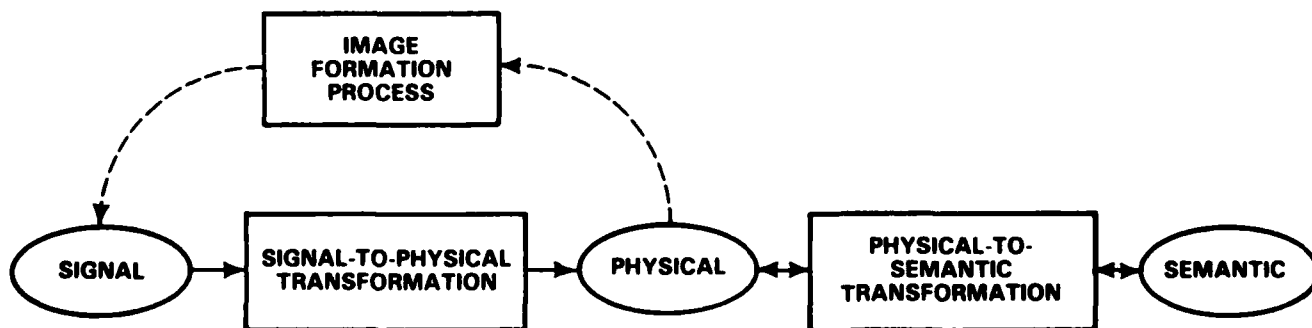 IMAGE
FORMATION
PROCESS
SIGNAL
SIGNAL-TO-PHYSICAL
TRANSFORMATION
PHYSICAL
PHYSICAL-TO-
SEMANTIC
TRANSFORMATION
SEMANTIC